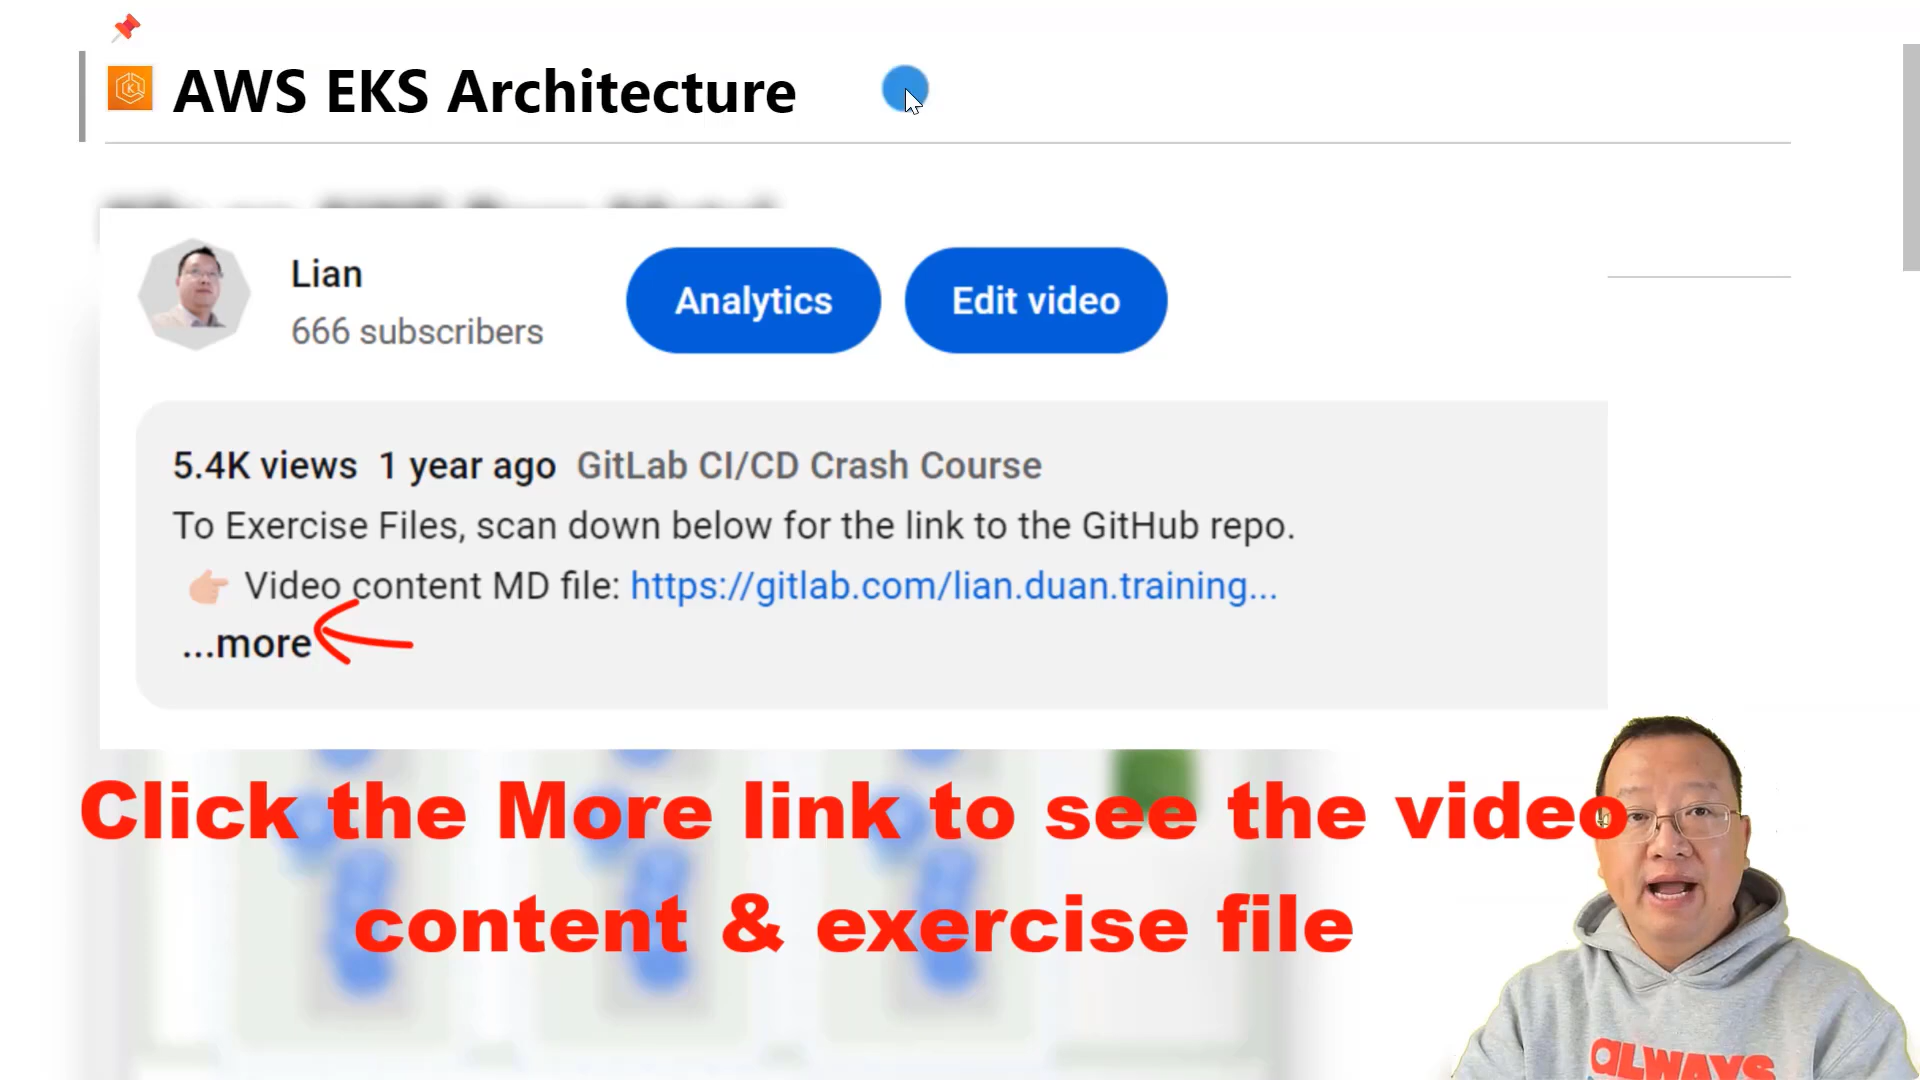 AWS EKS Architecture
Lian
666 subscribers
Analytics
Edit video
5.4K views 1 year ago GitLab CI/CD Crash Course
To Exercise Files, scan down below for the link to the GitHub repo.
👉 Video content MD file: https://gitlab.com/lian.duan.training...
...more
Click the More link to see the video
content & exercise file
ALWAYS